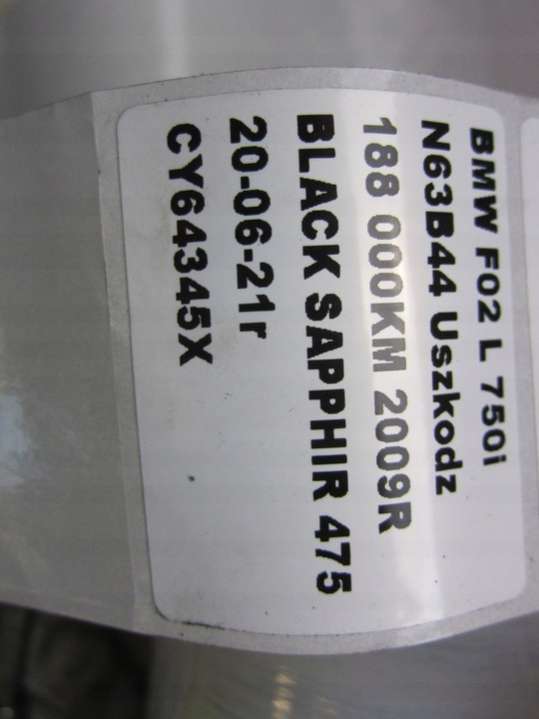 BMW F02 L 750i
N63B44 Uszkodz
188 000KM 2009R
BLACK SAPPHIR 475
20-06-21r
CY64345X